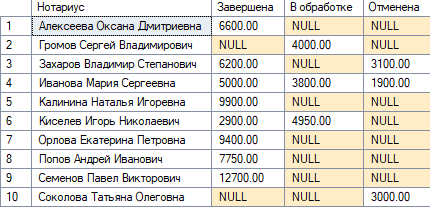 Нотариус Завершена В обработке Отменена
1 Алексеева Оксана Дмитриевна 6600.00 NULL NULL
2 Громов Сергей Владимирович NULL 4000.00 NULL
3 Захаров Владимир Степанович 6200.00 NULL 3100.00
4 Иванова Мария Сергеевна 5000.00 3800.00 1900.00
5 Калинина Наталья Игоревна 9900.00 NULL NULL
6 Киселев Игорь Николаевич 2900.00 4950.00 NULL
7 Орлова Екатерина Петровна 9400.00 NULL NULL
8 Попов Андрей Иванович 7750.00 NULL NULL
9 Семенов Павел Викторович 12700.00 NULL NULL
10 Соколова Татьяна Олеговна NULL NULL 3000.00